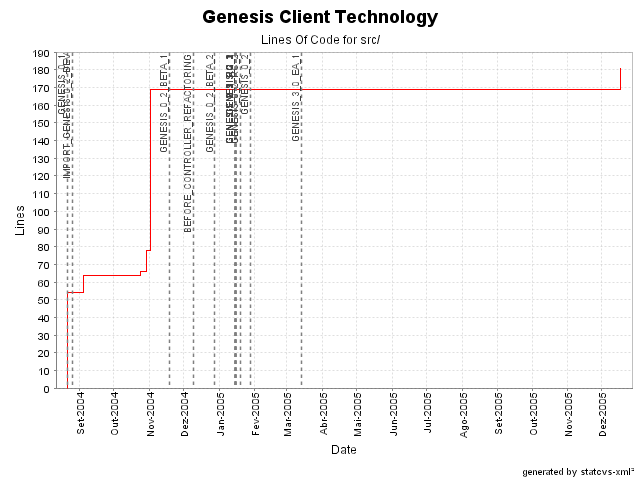 Genesis Client Technology
Lines Of Code for src/
190
180
170
160
150
140
130
120
110
100
90
80
70
60
50
40
30
20
10
0
Lines
GENESIS_0_2_BETA_1
BEFORE_CONTROLLER_REFACTORING
GENESIS_0_2_BETA_2
GENESIS_0_2
GENESIS_3_0_EA_1
Set-2004
Out-2004
Nov-2004
Dez-2004
Jan-2005
Fev-2005
Mar-2005
Abr-2005
Mai-2005
Jun-2005
Jul-2005
Ago-2005
Set-2005
Out-2005
Nov-2005
Dez-2005
Date
generated by statcvs-xml²